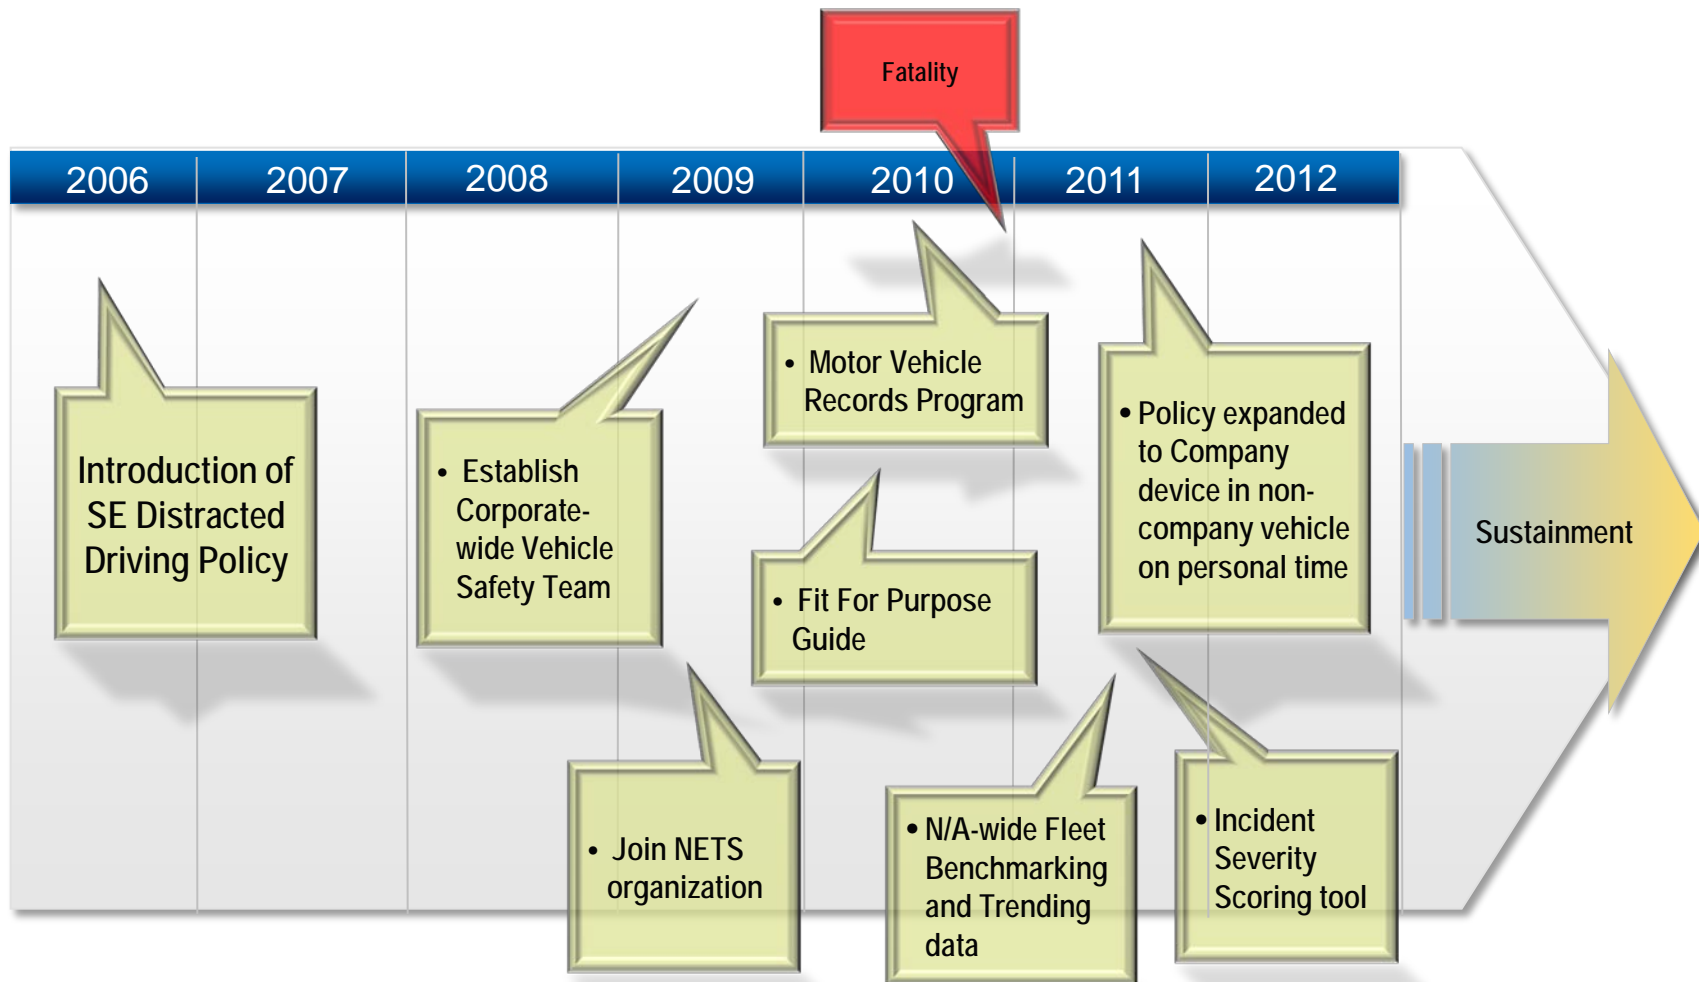 Fatality
2006 2007 2008 2009 2010 2011 2012
Introduction of
SE Distracted
Driving Policy
• Establish
Corporate-
wide Vehicle
Safety Team
• Join NETS
organization
• Motor Vehicle
Records Program
• Fit For Purpose
Guide
• N/A-wide Fleet
Benchmarking
and Trending
data
• Policy expanded
to Company
device in non-
company vehicle
on personal time
• Incident
Severity
Scoring tool
Sustainment